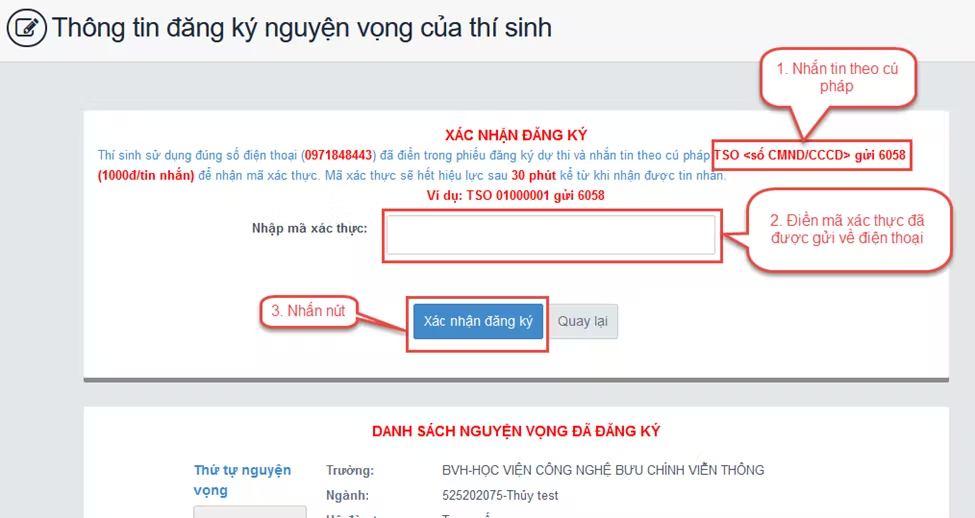 Thông tin đăng ký nguyện vọng của thí sinh
1. Nhắn tin theo cú
pháp
XÁC NHẬN ĐĂNG KÝ
Thí sinh sử dụng đúng số điện thoại (0971848443) đã điền trong phiếu đăng ký dự thi và nhắn tin theo cú pháp TSO <số CMND/CCCD> gửi 6058
(1000đ/tin nhắn) để nhận mã xác thực. Mã xác thực sẽ hết hiệu lực sau 30 phút kể từ khi nhận được tin nhắn.
Ví dụ: TSO 01000001 gửi 6058
Nhập mã xác thực:
2. Điền mã xác thực đã
được gửi về điện thoại
3. Nhấn nút
Xác nhận đăng ký
Quay lại
DANH SÁCH NGUYỆN VỌNG ĐÃ ĐĂNG KÝ
Thứ tự nguyện
vọng
Trường:
BVH-HỌC VIỆN CÔNG NGHỆ BƯU CHÍNH VIỄN THÔNG
Ngành:
525202075-Thúy test